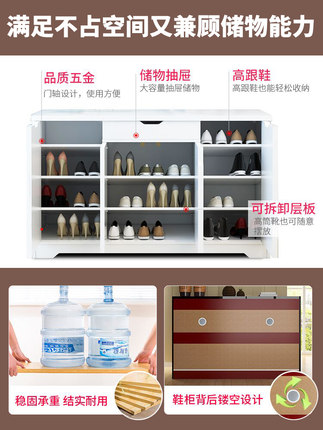 满足不占空间又兼顾储物能力
品质五金
门轴设计，使用方便
储物抽屉
大容量抽屉储物
高跟鞋
高跟鞋也能轻松收纳
可拆卸层板
高筒靴也可随意
摆放
稳固承重 结实耐用
鞋柜背后镂空设计